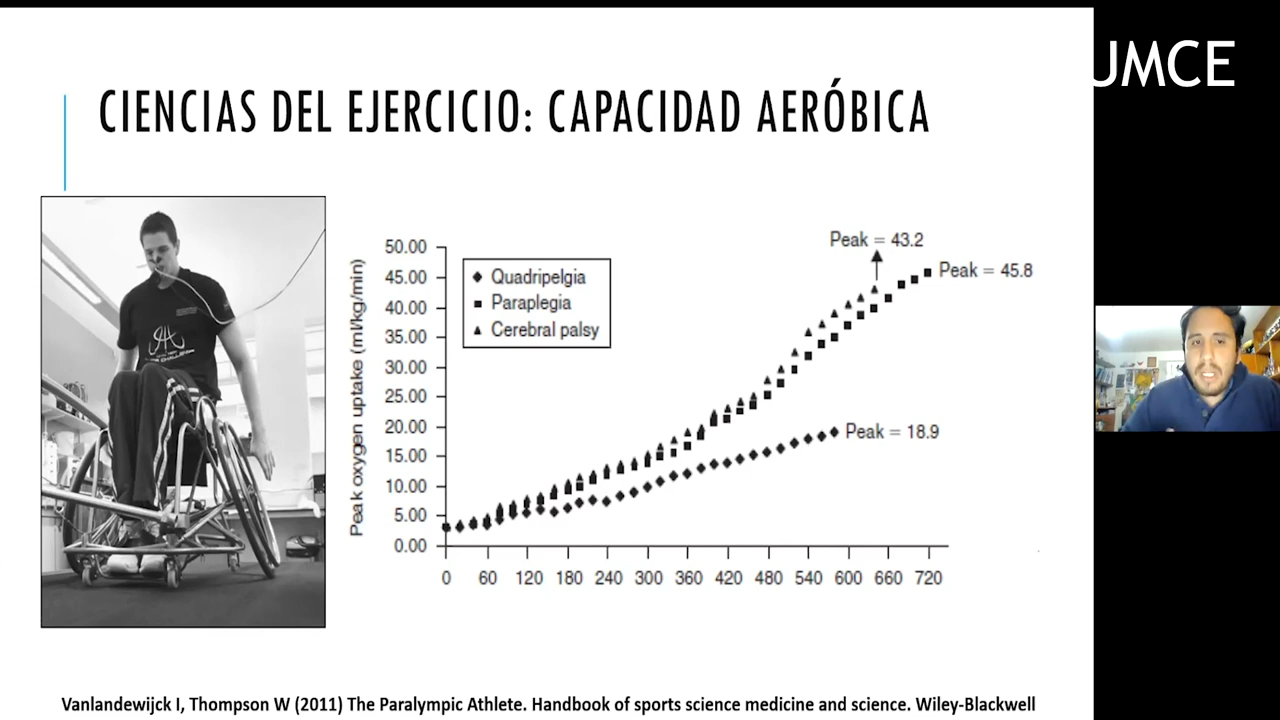 UMCE
CIENCIAS DEL EJERCICIO: CAPACIDAD AERÓBICA
Peak oxygen uptake (ml/kg/min)
50.00
45.00
40.00
35.00
30.00
25.00
20.00
15.00
10.00
5.00
0.00
Quadripelgia
Paraplegia
Cerebral palsy
Peak = 43.2
Peak = 45.8
Peak = 18.9
0 60 120 180 240 300 360 420 480 540 600 660 720
Vanlandewijck I, Thompson W (2011) The Paralympic Athlete. Handbook of sports science medicine and science. Wiley-Blackwell